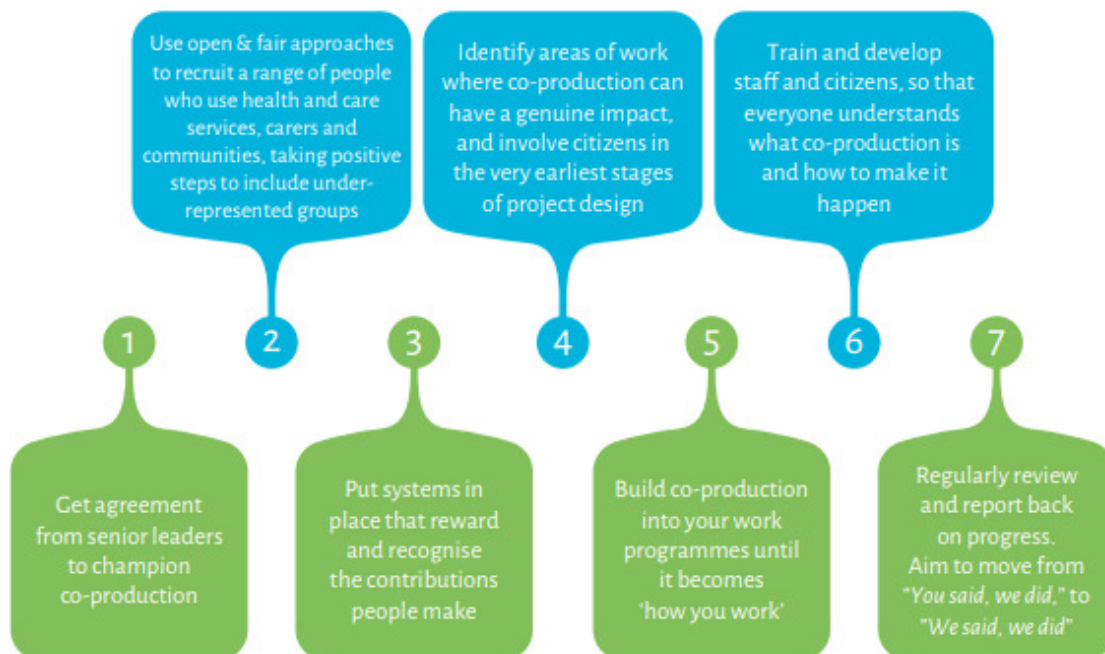 Use open & fair approaches
to recruit a range of people
who use health and care
services, carers and
communities, taking positive
steps to include under-
represented groups
Identify areas of work
where co-production can
have a genuine impact,
and involve citizens in
the very earliest stages
of project design
Train and develop
staff and citizens, so that
everyone understands
what co-production is
and how to make it
happen
1
2
3
4
5
6
7
Get agreement
from senior leaders
to champion
co-production
Put systems in
place that reward
and recognise
the contributions
people make
Build co-production
into your work
programmes until
it becomes
‘how you work’
Regularly review
and report back
on progress.
Aim to move from
“You said, we did,” to
"We said, we did"